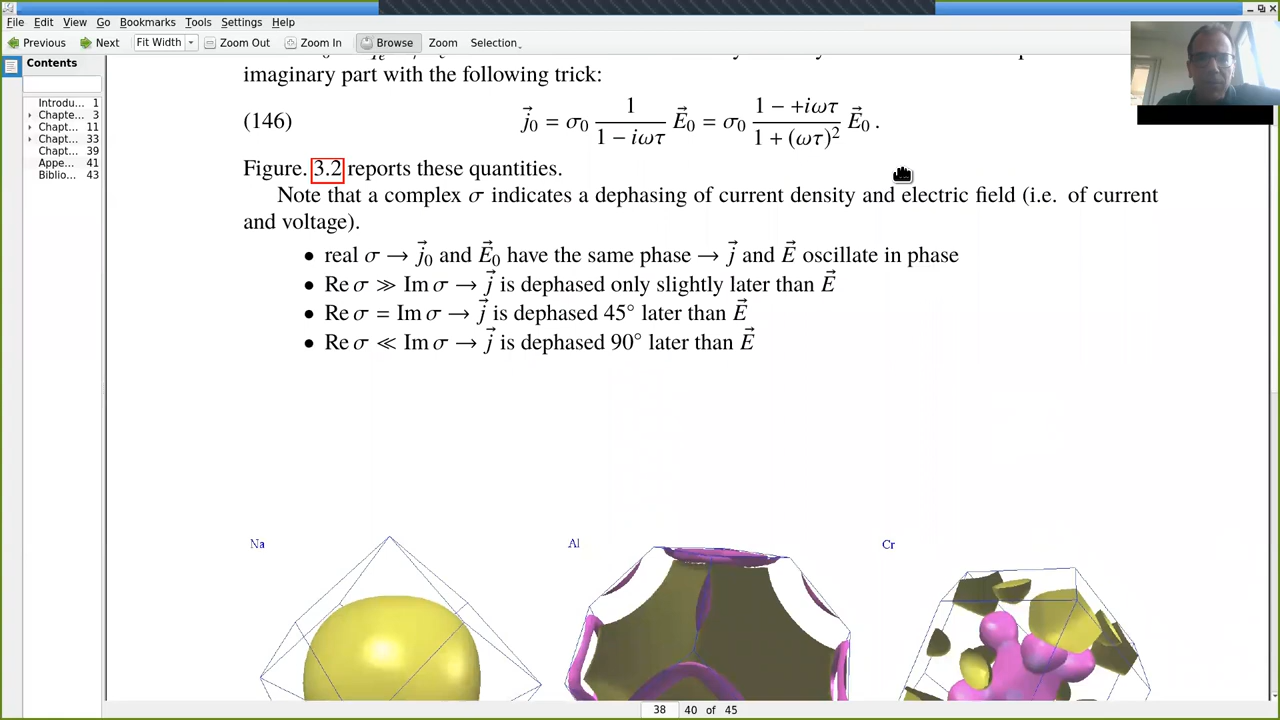 File Edit View Go Bookmarks Tools Settings Help
Previous Next Fit Width Zoom Out Zoom In Browse Zoom Selection
Contents
Introdu... 1
Chapte... 3
Chapt... 11
Chapt... 33
Chapt... 39
Appe... 41
Biblio... 43
imaginary part with the following trick:
(146) j⃗₀ = σ₀ 1/(1 − iωτ) E⃗₀ = σ₀ (1 − +iωτ)/(1 + (ωτ)²) E⃗₀ .
Figure. 3.2 reports these quantities.
Note that a complex σ indicates a dephasing of current density and electric field (i.e. of current
and voltage).
• real σ → j⃗₀ and E⃗₀ have the same phase → j⃗ and E⃗ oscillate in phase
• Re σ ≫ Im σ → j⃗ is dephased only slightly later than E⃗
• Re σ = Im σ → j⃗ is dephased 45° later than E⃗
• Re σ ≪ Im σ → j⃗ is dephased 90° later than E⃗
Na Al Cr
38 40 of 45